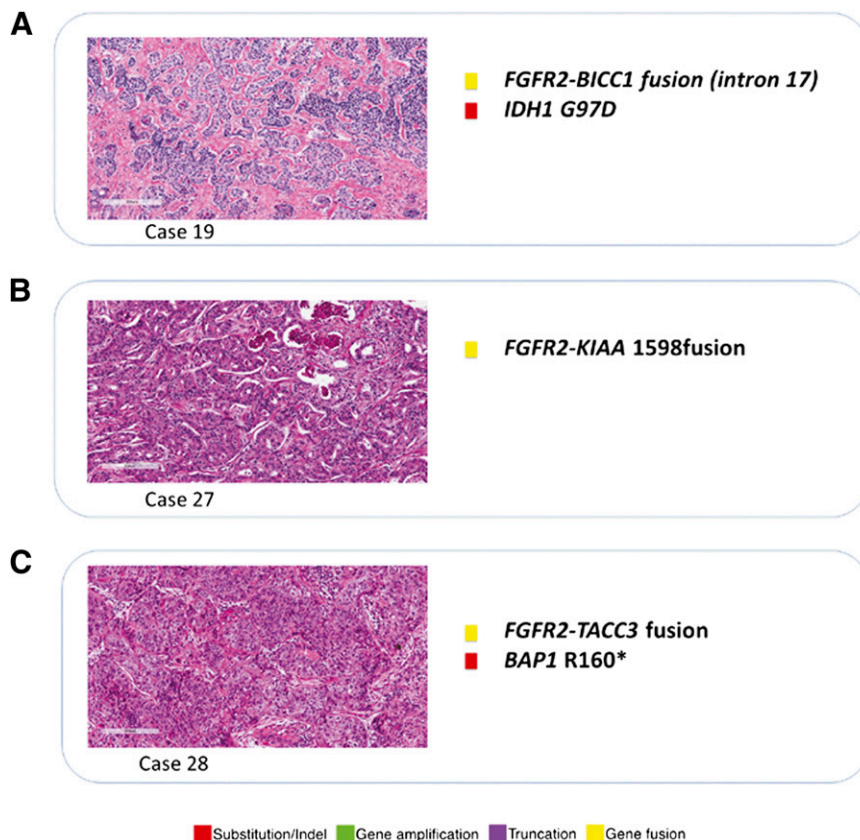 A
FGFR2-BICC1 fusion (intron 17)
IDH1 G97D
Case 19
B
FGFR2-KIAA 1598fusion
Case 27
C
FGFR2-TACC3 fusion
BAP1 R160*
Case 28
Substitution/Indel Gene amplification Truncation Gene fusion